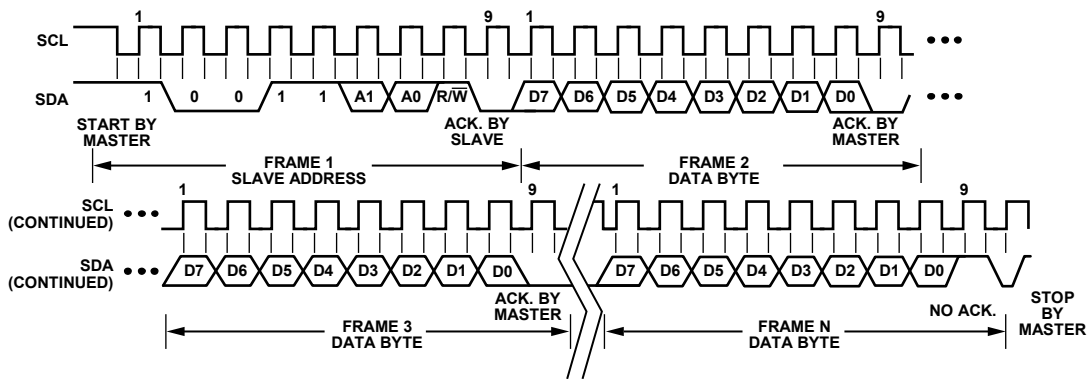 1 9 1 9
SCL
SDA 1 0 0 1 1 A1 A0 R/W̅ D7 D6 D5 D4 D3 D2 D1 D0
START BY MASTER
ACK. BY SLAVE
ACK. BY MASTER
FRAME 1
SLAVE ADDRESS
FRAME 2
DATA BYTE
1 9 1 9
SCL
(CONTINUED)
SDA
(CONTINUED)
D7 D6 D5 D4 D3 D2 D1 D0 D7 D6 D5 D4 D3 D2 D1 D0
ACK. BY
MASTER
NO ACK.
STOP
BY
MASTER
FRAME 3
DATA BYTE
FRAME N
DATA BYTE